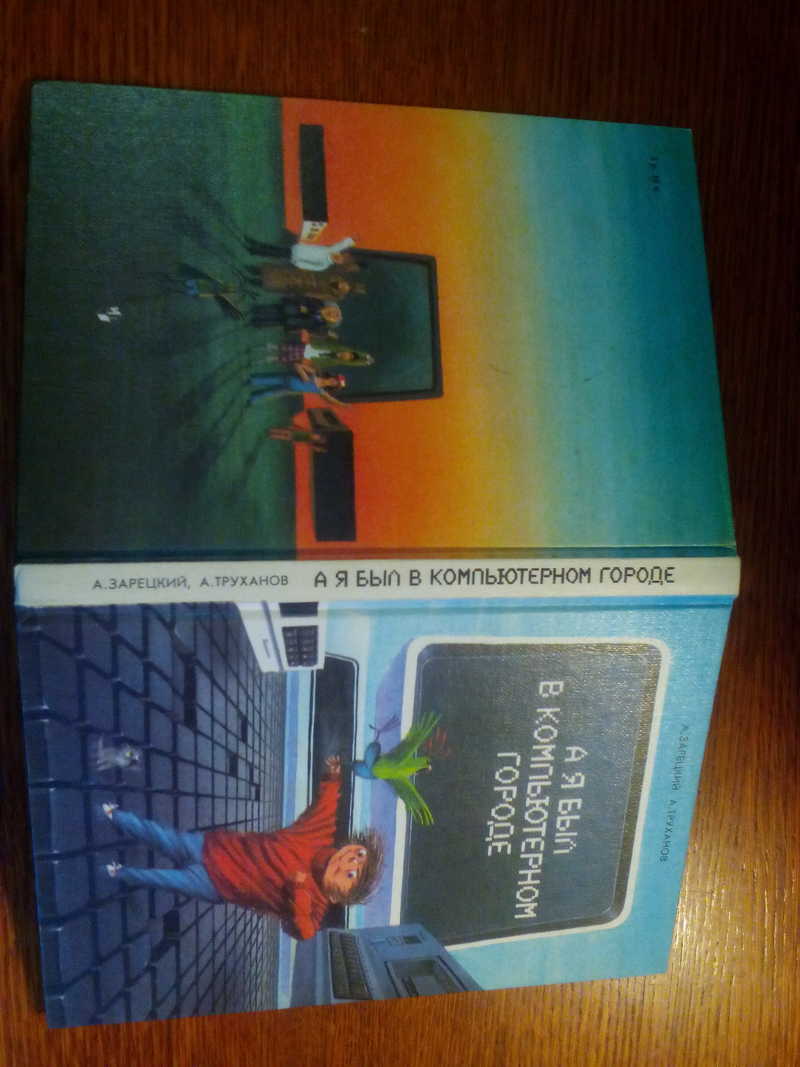 А.ЗАРЕЦКИЙ, А.ТРУХАНОВ
А Я БЫЛ
В КОМПЬЮТЕРНОМ
ГОРОДЕ
А.ЗАРЕЦКИЙ, А.ТРУХАНОВ А Я БЫЛ В КОМПЬЮТЕРНОМ ГОРОДЕ